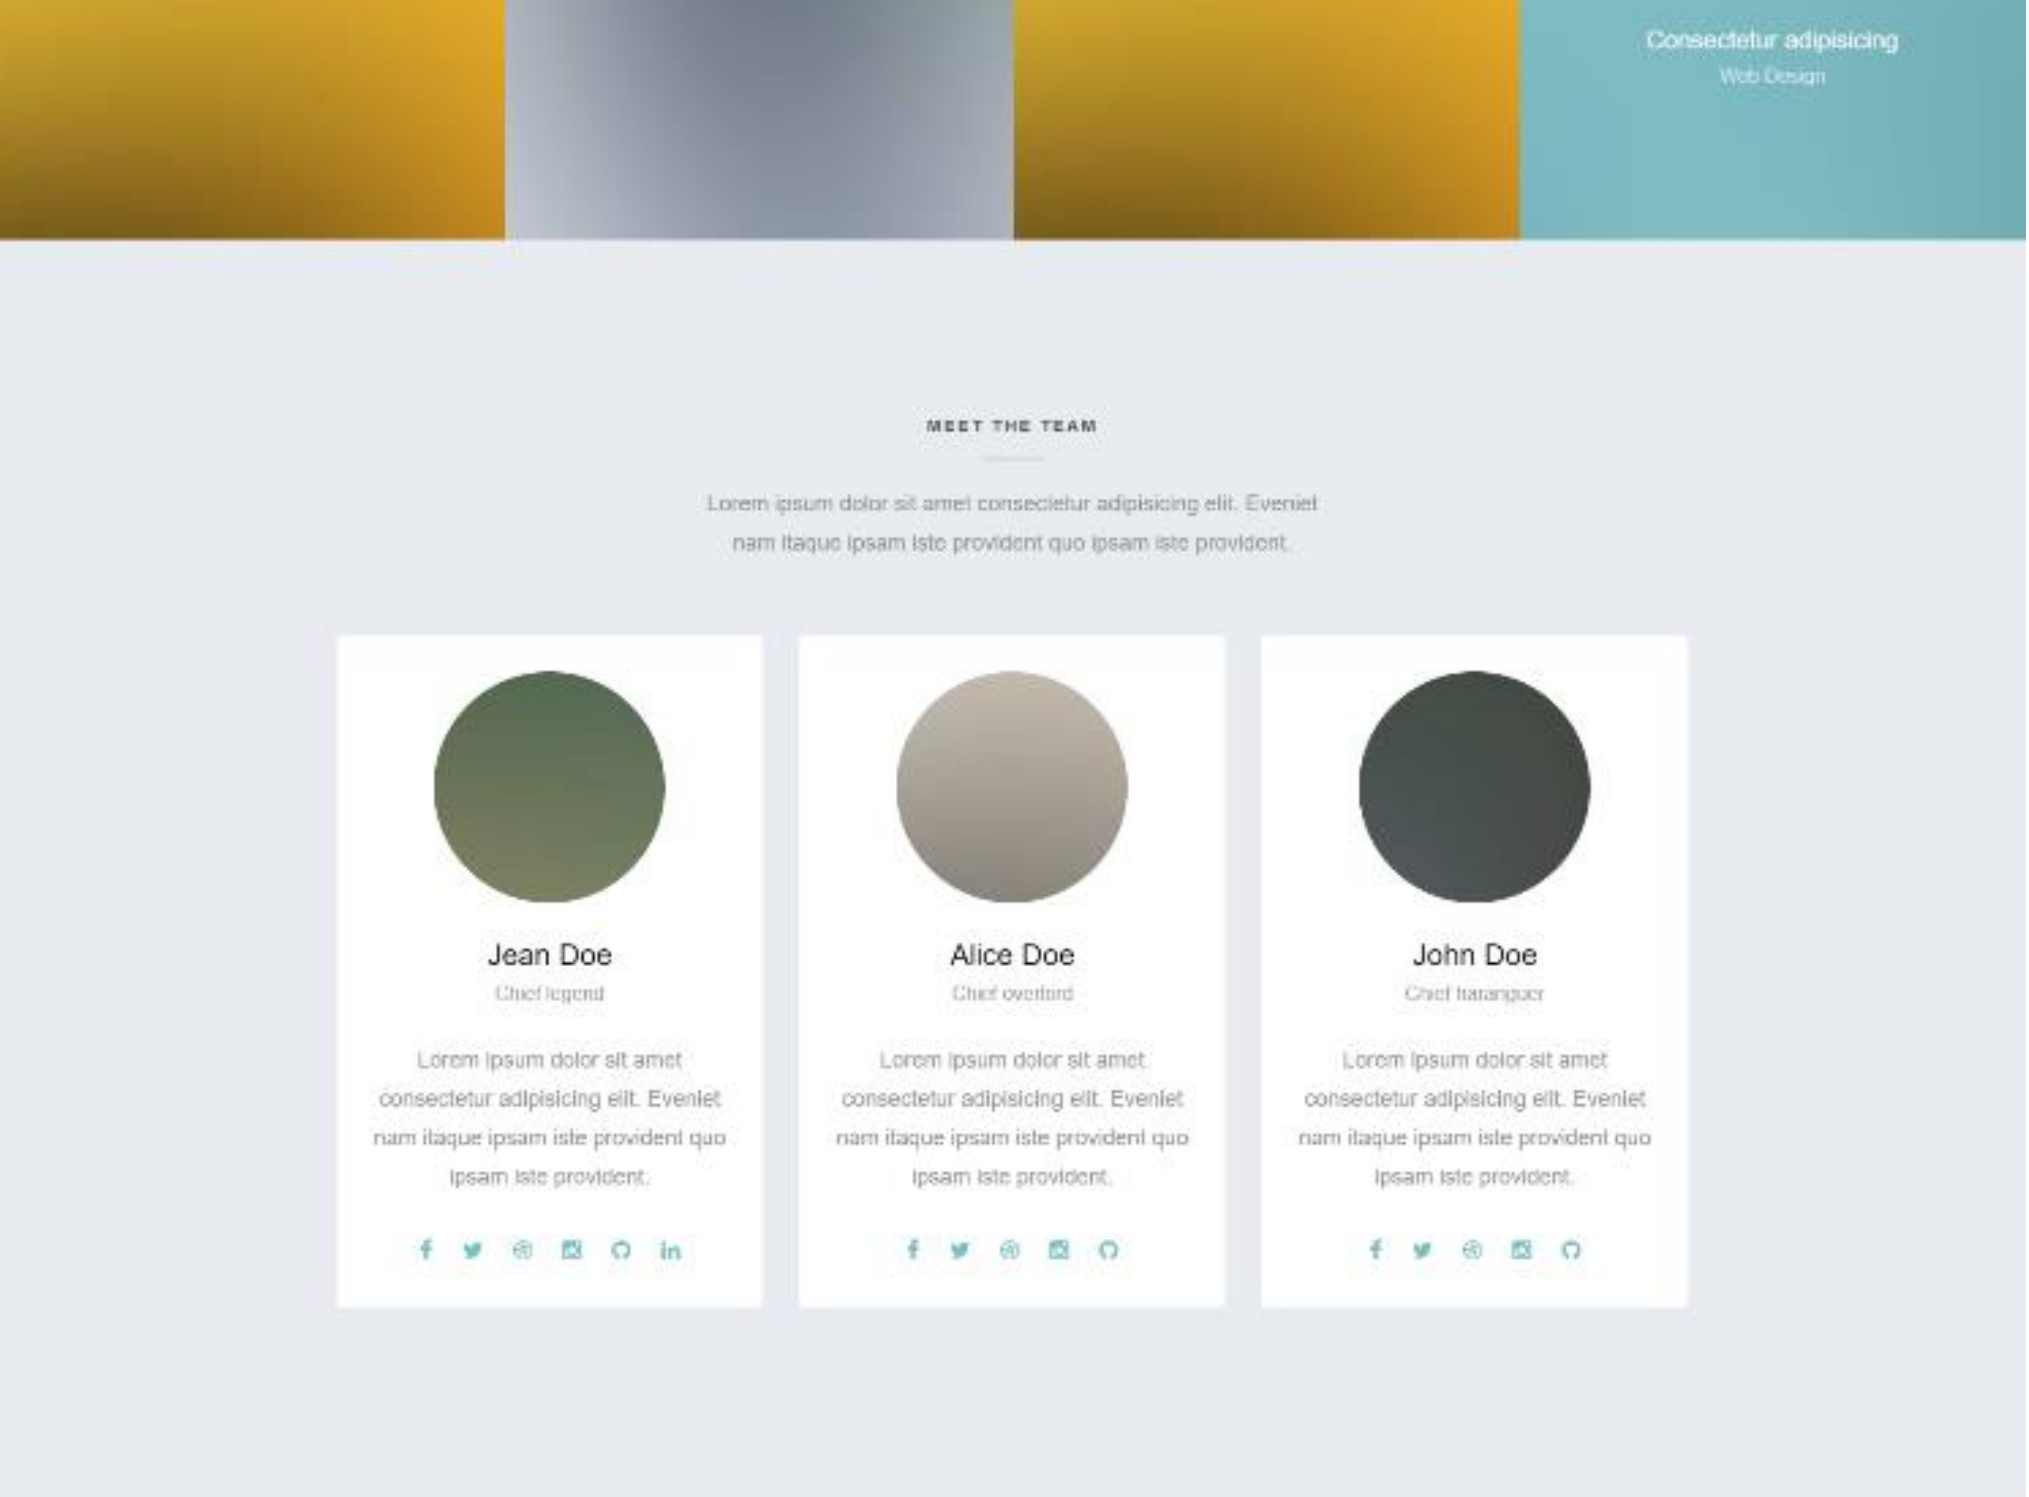 Consectetur adipisicing
Web Design
MEET THE TEAM
Lorem ipsum dolor sit amet consectetur adipisicing elit. Eveniet
nam itaque ipsam iste provident quo ipsam iste provident.
Jean Doe
Chief legend
Lorem ipsum dolor sit amet
consectetur adipisicing elit. Eveniet
nam itaque ipsam iste provident quo
ipsam iste provident.
Alice Doe
Chief overlord
Lorem ipsum dolor sit amet
consectetur adipisicing elit. Eveniet
nam itaque ipsam iste provident quo
ipsam iste provident.
John Doe
Chief haranguer
Lorem ipsum dolor sit amet
consectetur adipisicing elit. Eveniet
nam itaque ipsam iste provident quo
ipsam iste provident.